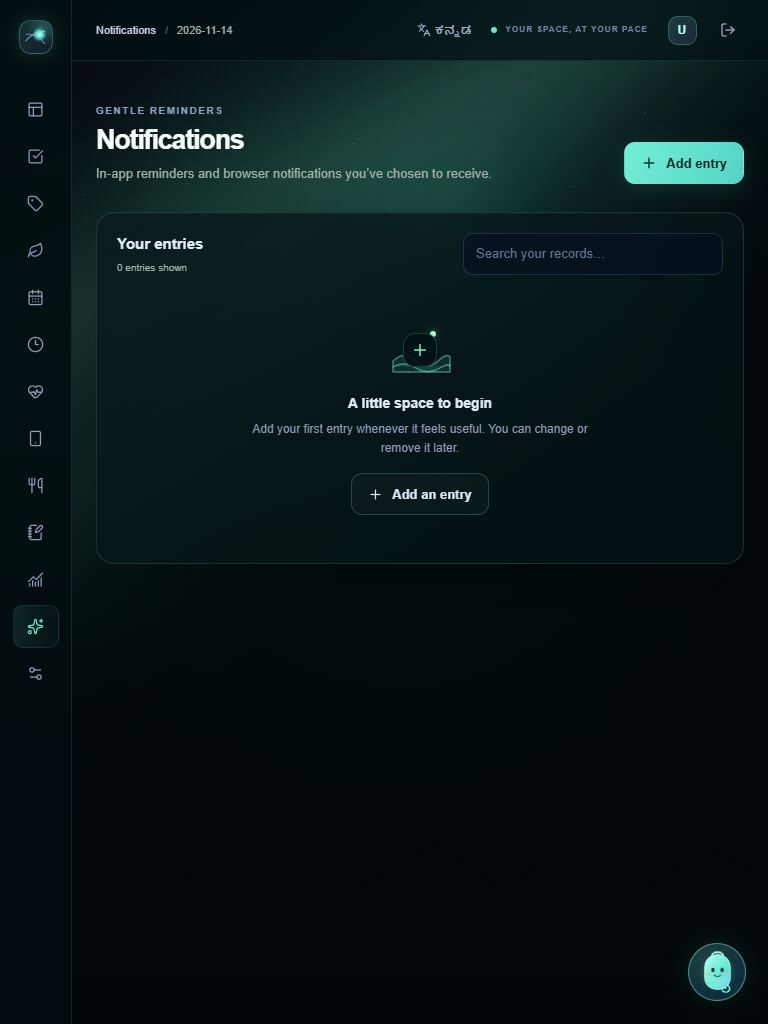 Notifications / 2026-11-14
ಕನ್ನಡ
YOUR SPACE, AT YOUR PACE
U
GENTLE REMINDERS
Notifications
In-app reminders and browser notifications you’ve chosen to receive.
Add entry
Your entries
0 entries shown
Search your records…
A little space to begin
Add your first entry whenever it feels useful. You can change or
remove it later.
Add an entry